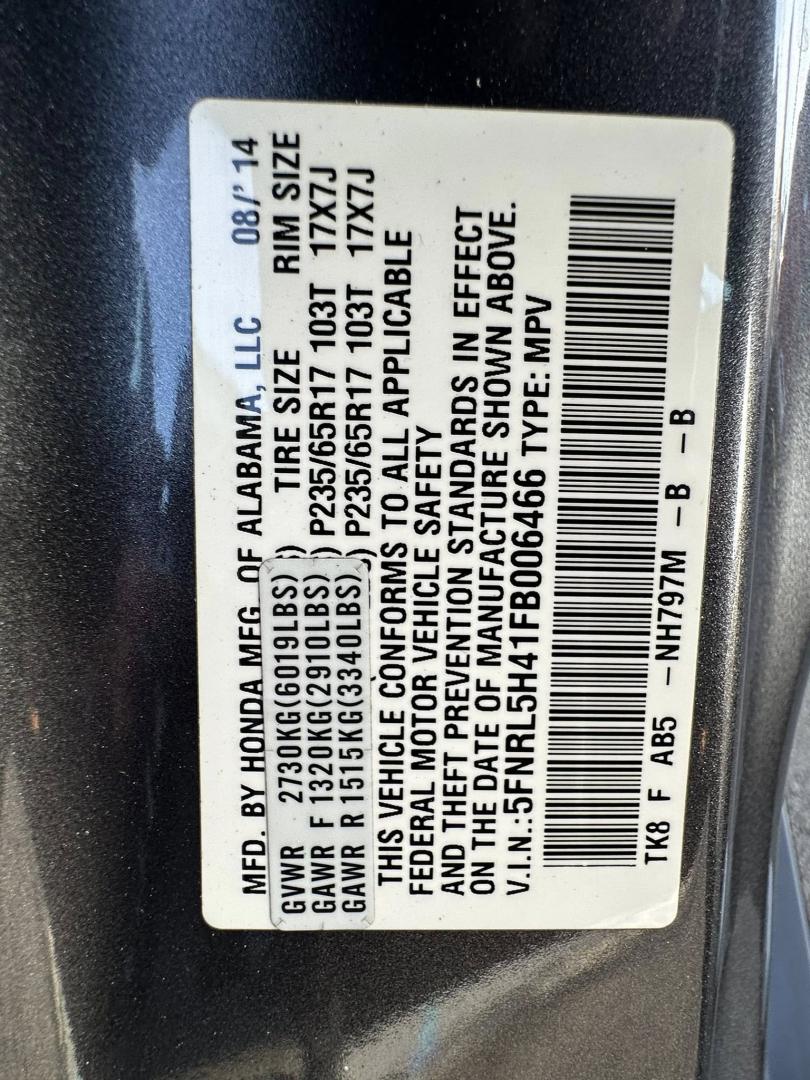 MFD. BY HONDA MFG. OF ALABAMA, LLC 08/'14
GVWR 2730KG(6019LBS) TIRE SIZE RIM SIZE
GAWR F 1320KG(2910LBS) P235/65R17 103T 17X7J
GAWR R 1515KG(3340LBS) P235/65R17 103T 17X7J
THIS VEHICLE CONFORMS TO ALL APPLICABLE
FEDERAL MOTOR VEHICLE SAFETY
AND THEFT PREVENTION STANDARDS IN EFFECT
ON THE DATE OF MANUFACTURE SHOWN ABOVE.
V.I.N.:5FNRL5H41FB006466 TYPE: MPV
TK8 F AB5 -NH797M -B -B